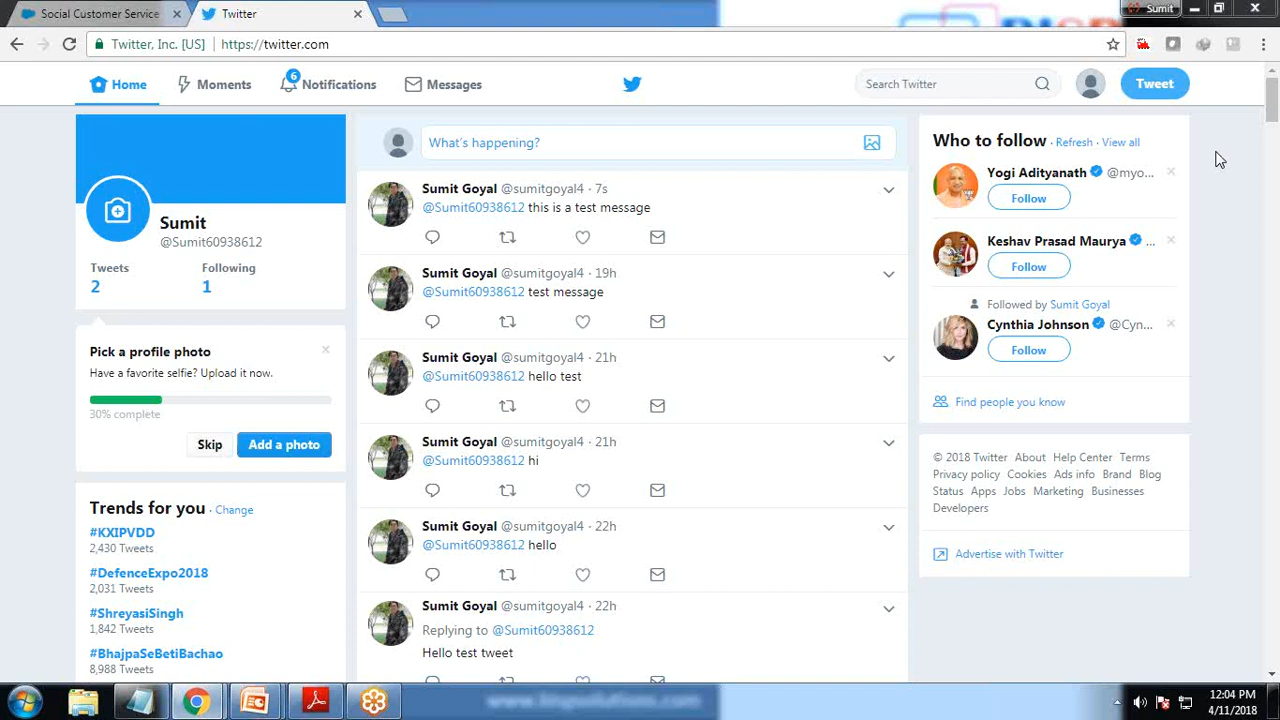 Social Customer Service
Twitter
Sumit
Twitter, Inc. [US]
https://twitter.com
Home
Moments
6
Notifications
Messages
Search Twitter
Tweet
Sumit
@Sumit60938612
Tweets
Following
2
1
Pick a profile photo
Have a favorite selfie? Upload it now.
30% complete
Skip
Add a photo
Trends for you · Change
#KXIPVDD
2,430 Tweets
#DefenceExpo2018
2,031 Tweets
#ShreyasiSingh
1,842 Tweets
#BhajpaSeBetiBachao
8,988 Tweets
What's happening?
Sumit Goyal @sumitgoyal4 · 7s
@Sumit60938612 this is a test message
Sumit Goyal @sumitgoyal4 · 19h
@Sumit60938612 test message
Sumit Goyal @sumitgoyal4 · 21h
@Sumit60938612 hello test
Sumit Goyal @sumitgoyal4 · 21h
@Sumit60938612 hi
Sumit Goyal @sumitgoyal4 · 22h
@Sumit60938612 hello
Sumit Goyal @sumitgoyal4 · 22h
Replying to @Sumit60938612
Hello test tweet
Who to follow · Refresh · View all
Yogi Adityanath @myo...
Follow
Keshav Prasad Maurya ...
Follow
Followed by Sumit Goyal
Cynthia Johnson @Cyn...
Follow
Find people you know
© 2018 Twitter About Help Center Terms
Privacy policy Cookies Ads info Brand Blog
Status Apps Jobs Marketing Businesses
Developers
Advertise with Twitter
12:04 PM
4/11/2018